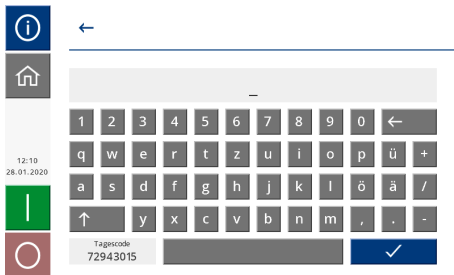 1 2 3 4 5 6 7 8 9 0
q w e r t z u i o p ü +
12:10
28.01.2020
a s d f g h j k l ö ä /
y x c v b n m , . -
Tagescode
72943015